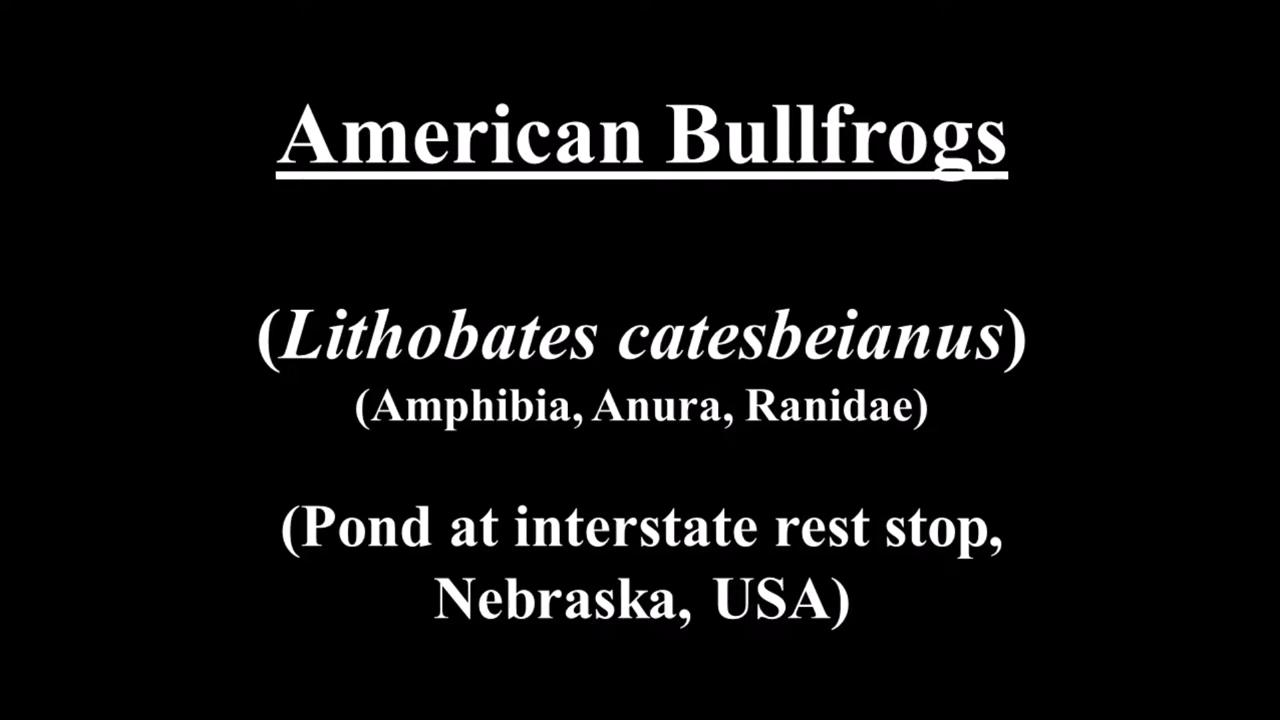 American Bullfrogs
(Lithobates catesbeianus)
(Amphibia, Anura, Ranidae)
(Pond at interstate rest stop,
Nebraska, USA)